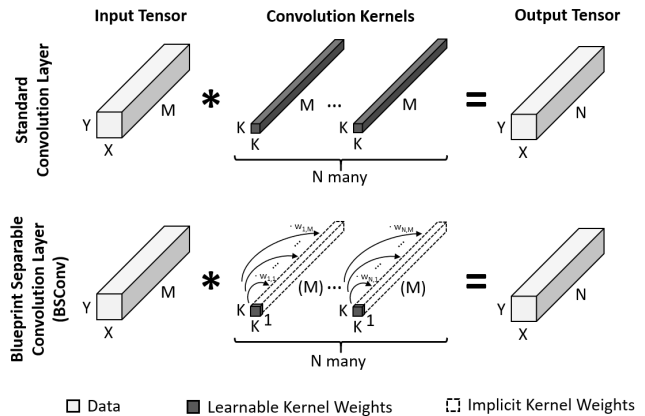 Input Tensor
Convolution Kernels
Output Tensor
Standard
Convolution Layer
Y
X
M
*
K
K
M
...
K
K
M
N many
=
Y
X
N
Blueprint Separable
Convolution Layer
(BSConv)
Y
X
M
*
· w1,M
...
· w1,1
...
K
K
1
(M)
...
· wN,M
...
· wN,1
...
K
K
1
(M)
N many
=
Y
X
N
Data
Learnable Kernel Weights
Implicit Kernel Weights